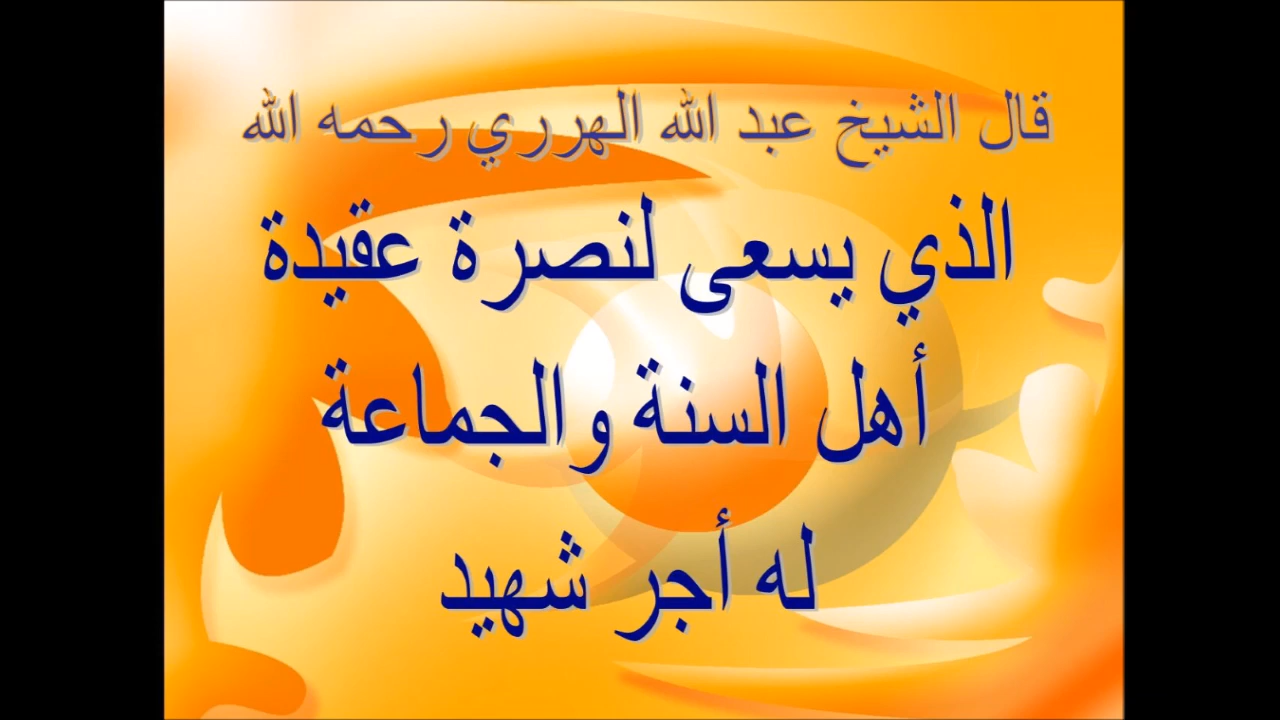 قال الشيخ عبد الله الهرري رحمه الله
الذي يسعى لنصرة عقيدة
أهل السنة والجماعة
له أجر شهيد